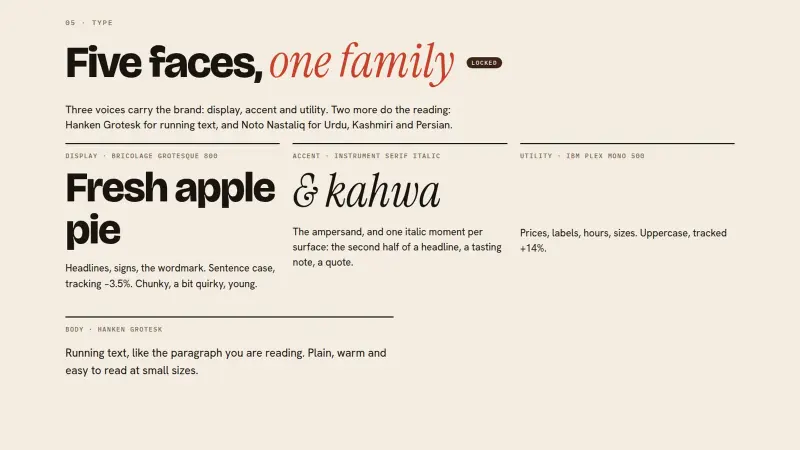 05 · TYPE
Five faces, one family LOCKED
Three voices carry the brand: display, accent and utility. Two more do the reading:
Hanken Grotesk for running text, and Noto Nastaliq for Urdu, Kashmiri and Persian.
DISPLAY · BRICOLAGE GROTESQUE 800
Fresh apple
pie
Headlines, signs, the wordmark. Sentence case,
tracking −3.5%. Chunky, a bit quirky, young.
ACCENT · INSTRUMENT SERIF ITALIC
& kahwa
The ampersand, and one italic moment per
surface: the second half of a headline, a tasting
note, a quote.
UTILITY · IBM PLEX MONO 500
Prices, labels, hours, sizes. Uppercase, tracked
+14%.
BODY · HANKEN GROTESK
Running text, like the paragraph you are reading. Plain, warm and
easy to read at small sizes.